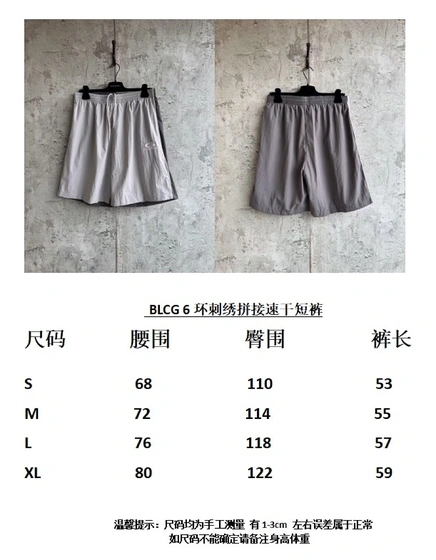 BLCG 6 环刺绣拼接速干短裤
尺码 腰围 臀围 裤长
S 68 110 53
M 72 114 55
L 76 118 57
XL 80 122 59
温馨提示：尺码均为手工测量 有1-3cm 左右误差属于正常
如尺码不能确定请备注身高体重